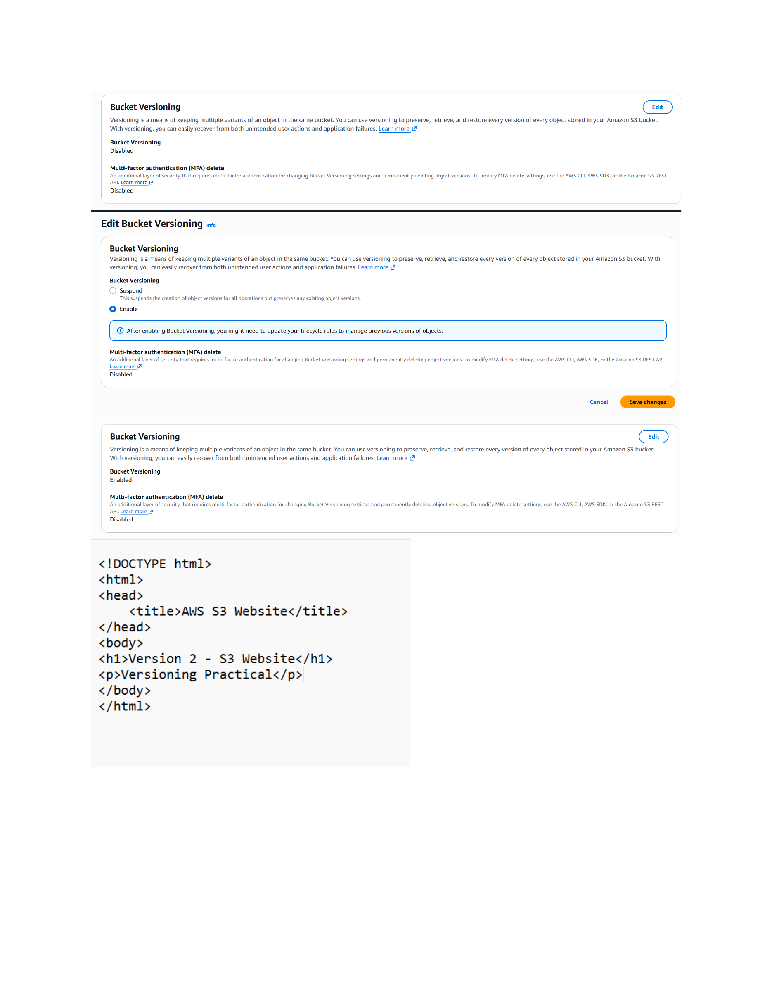 Bucket Versioning
Edit
Versioning is a means of keeping multiple variants of an object in the same bucket. You can use versioning to preserve, retrieve, and restore every version of every object stored in your Amazon S3 bucket.
With versioning, you can easily recover from both unintended user actions and application failures. Learn more
Bucket Versioning
Disabled
Multi-factor authentication (MFA) delete
An additional layer of security that requires multi-factor authentication for changing Bucket Versioning settings and permanently deleting object versions. To modify MFA delete settings, use the AWS CLI, AWS SDK, or the Amazon S3 REST
API. Learn more
Disabled
Edit Bucket Versioning Info
Bucket Versioning
Versioning is a means of keeping multiple variants of an object in the same bucket. You can use versioning to preserve, retrieve, and restore every version of every object stored in your Amazon S3 bucket. With
versioning, you can easily recover from both unintended user actions and application failures. Learn more
Bucket Versioning
Suspend
This suspends the creation of object versions for all operations but preserves any existing object versions.
Enable
After enabling Bucket Versioning, you might need to update your lifecycle rules to manage previous versions of objects.
Multi-factor authentication (MFA) delete
An additional layer of security that requires multi-factor authentication for changing Bucket Versioning settings and permanently deleting object versions. To modify MFA delete settings, use the AWS CLI, AWS SDK, or the Amazon S3 REST API.
Learn more
Disabled
Cancel
Save changes
Bucket Versioning
Edit
Versioning is a means of keeping multiple variants of an object in the same bucket. You can use versioning to preserve, retrieve, and restore every version of every object stored in your Amazon S3 bucket.
With versioning, you can easily recover from both unintended user actions and application failures. Learn more
Bucket Versioning
Enabled
Multi-factor authentication (MFA) delete
An additional layer of security that requires multi-factor authentication for changing Bucket Versioning settings and permanently deleting object versions. To modify MFA delete settings, use the AWS CLI, AWS SDK, or the Amazon S3 REST
API. Learn more
Disabled
<!DOCTYPE html>
<html>
<head>
    <title>AWS S3 Website</title>
</head>
<body>
<h1>Version 2 - S3 Website</h1>
<p>Versioning Practical</p>
</body>
</html>